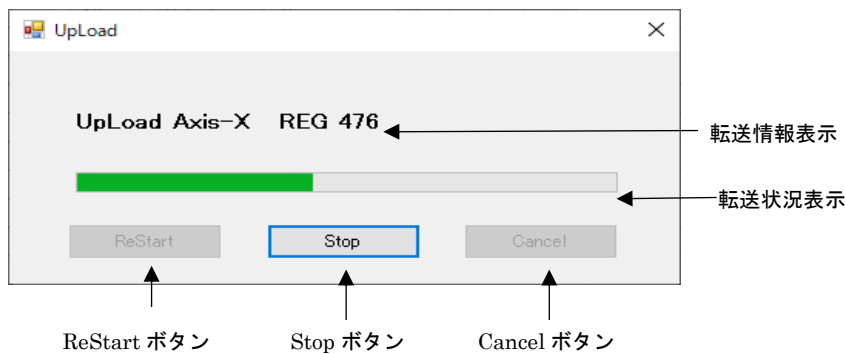 UpLoad
UpLoad Axis-X REG 476
転送情報表示
転送状況表示
ReStart
Stop
Cancel
ReStart ボタン
Stop ボタン
Cancel ボタン